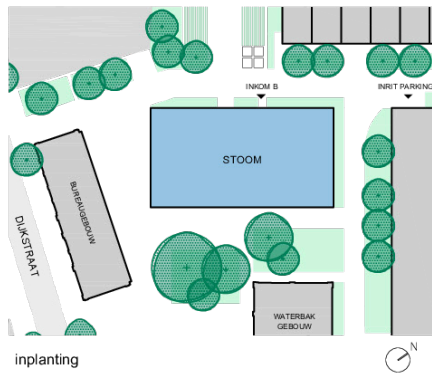 INKOM B
INRIT PARKING
STOOM
BUREAUGEBOUW
DIJKSTRAAT
WATERBAK
GEBOUW
inplanting
N